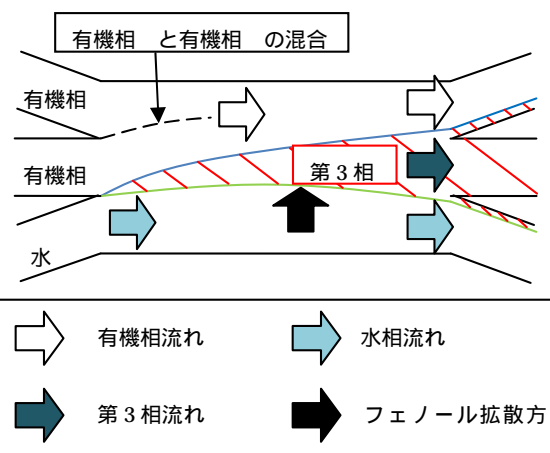 有機相　と有機相　の混合
有機相
有機相
第3相
水
有機相流れ
水相流れ
第3相流れ
フェノール拡散方